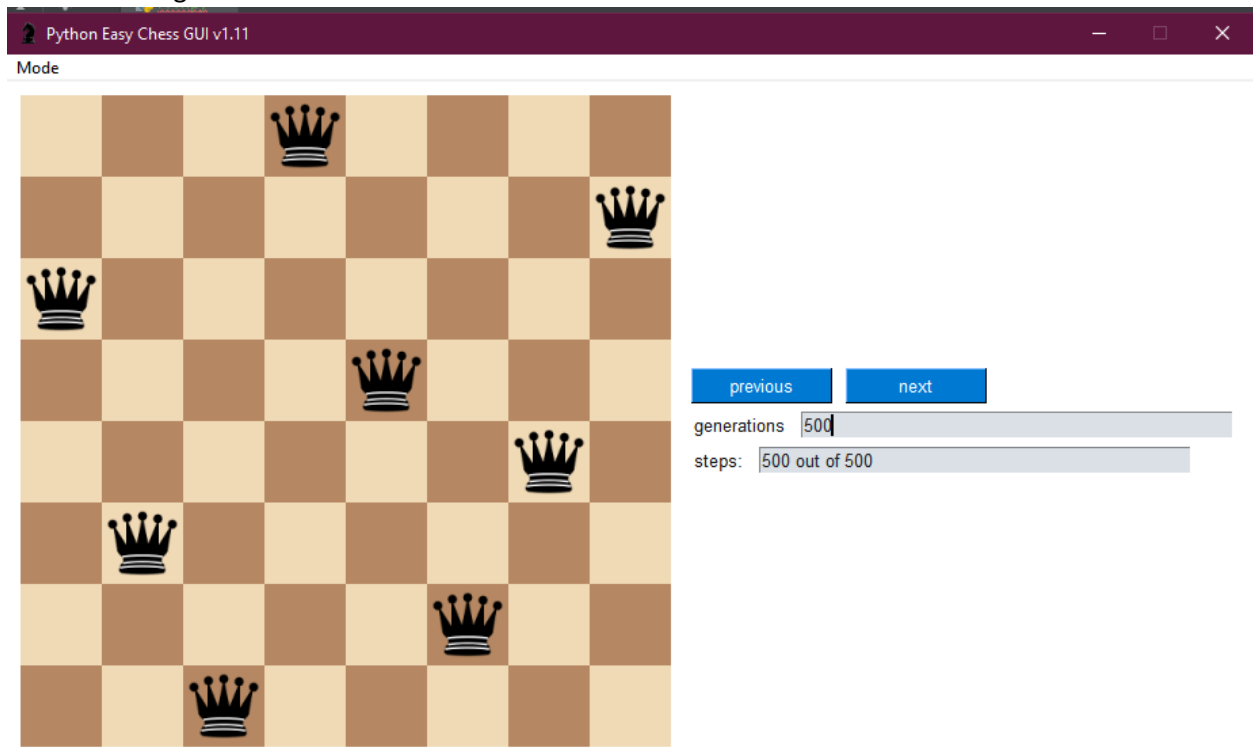 Python Easy Chess GUI v1.11
Mode
previous next
generations 500
steps: 500 out of 500